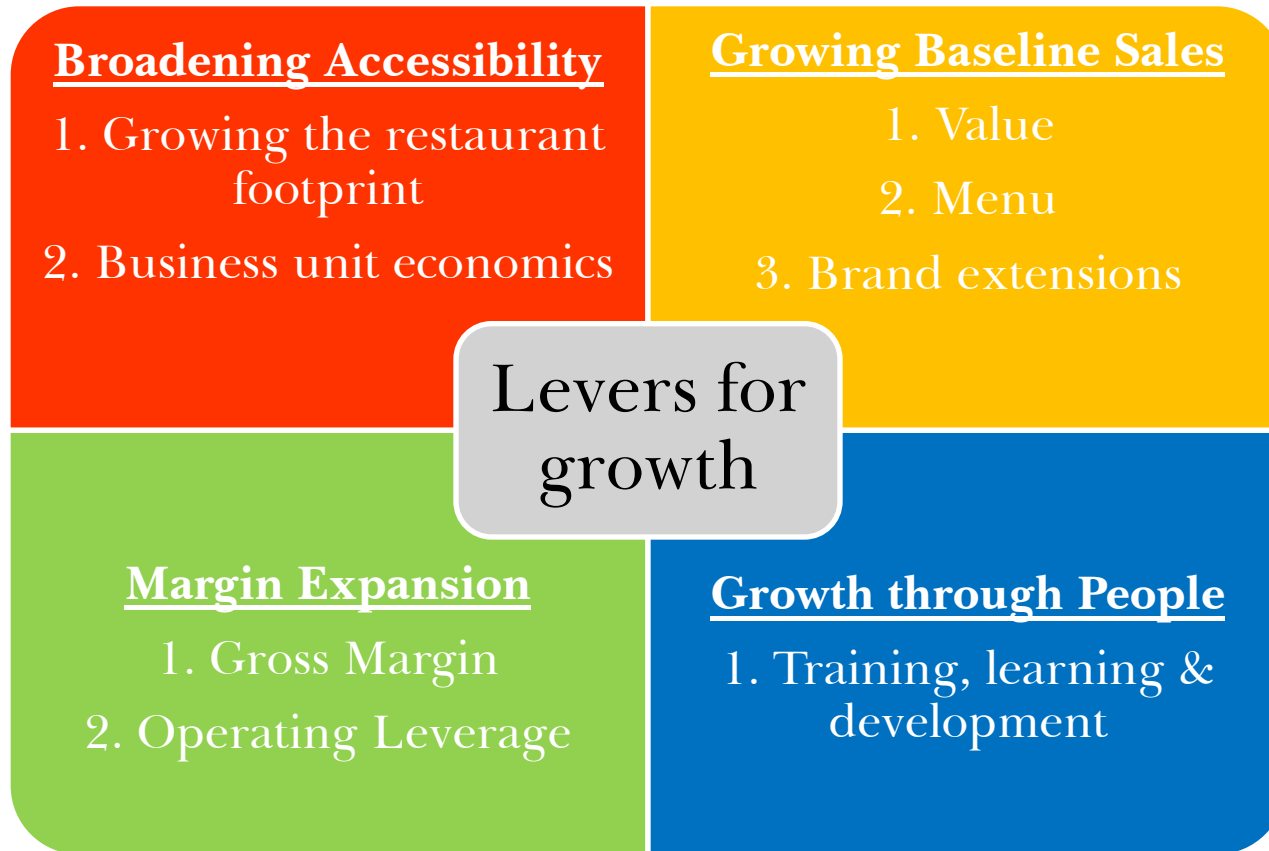 Broadening Accessibility
1. Growing the restaurant
footprint
2. Business unit economics
Growing Baseline Sales
1. Value
2. Menu
3. Brand extensions
Levers for
growth
Margin Expansion
1. Gross Margin
2. Operating Leverage
Growth through People
1. Training, learning &
development